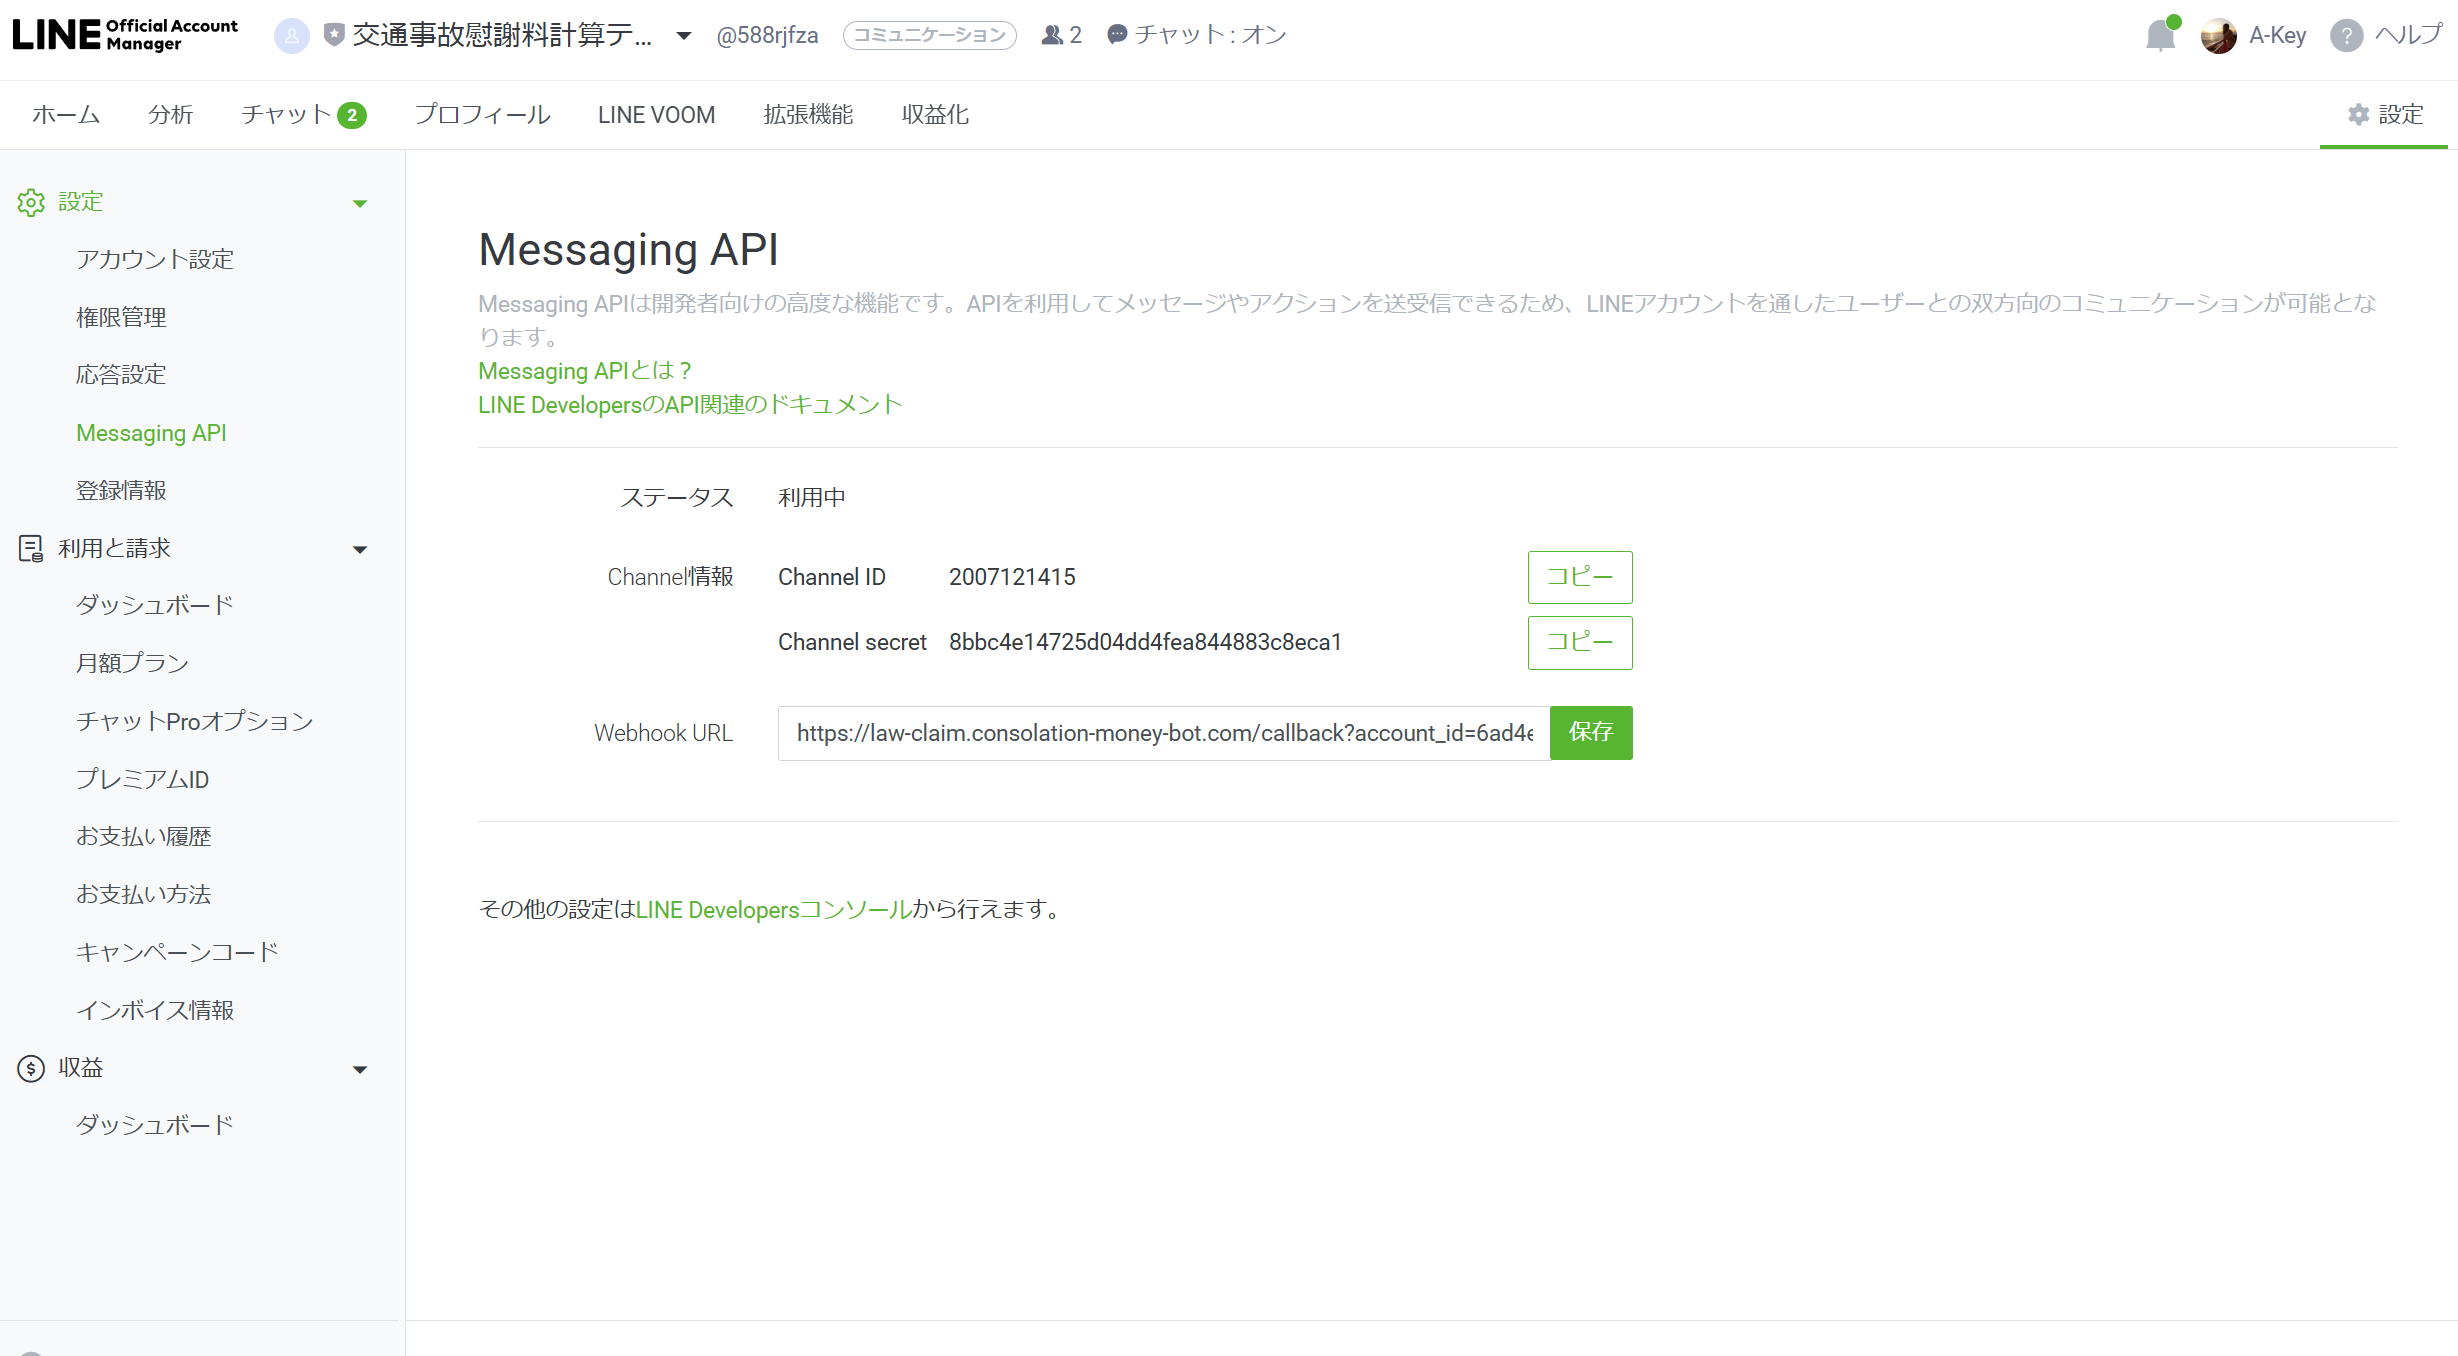 LINE Official Account Manager
交通事故慰謝料計算テ...
@588rjfza
コミュニケーション
2
チャット : オン
A-Key
? ヘルプ
ホーム
分析
チャット 2
プロフィール
LINE VOOM
拡張機能
収益化
設定
設定
アカウント設定
権限管理
応答設定
Messaging API
登録情報
利用と請求
ダッシュボード
月額プラン
チャットProオプション
プレミアムID
お支払い履歴
お支払い方法
キャンペーンコード
インボイス情報
収益
ダッシュボード
Messaging API
Messaging APIは開発者向けの高度な機能です。APIを利用してメッセージやアクションを送受信できるため、LINEアカウントを通したユーザーとの双方向のコミュニケーションが可能とな
ります。
Messaging APIとは？
LINE DevelopersのAPI関連のドキュメント
ステータス 利用中
Channel情報 Channel ID 2007121415 コピー
Channel secret 8bbc4e14725d04dd4fea844883c8eca1 コピー
Webhook URL https://law-claim.consolation-money-bot.com/callback?account_id=6ad4e 保存
その他の設定はLINE Developersコンソールから行えます。